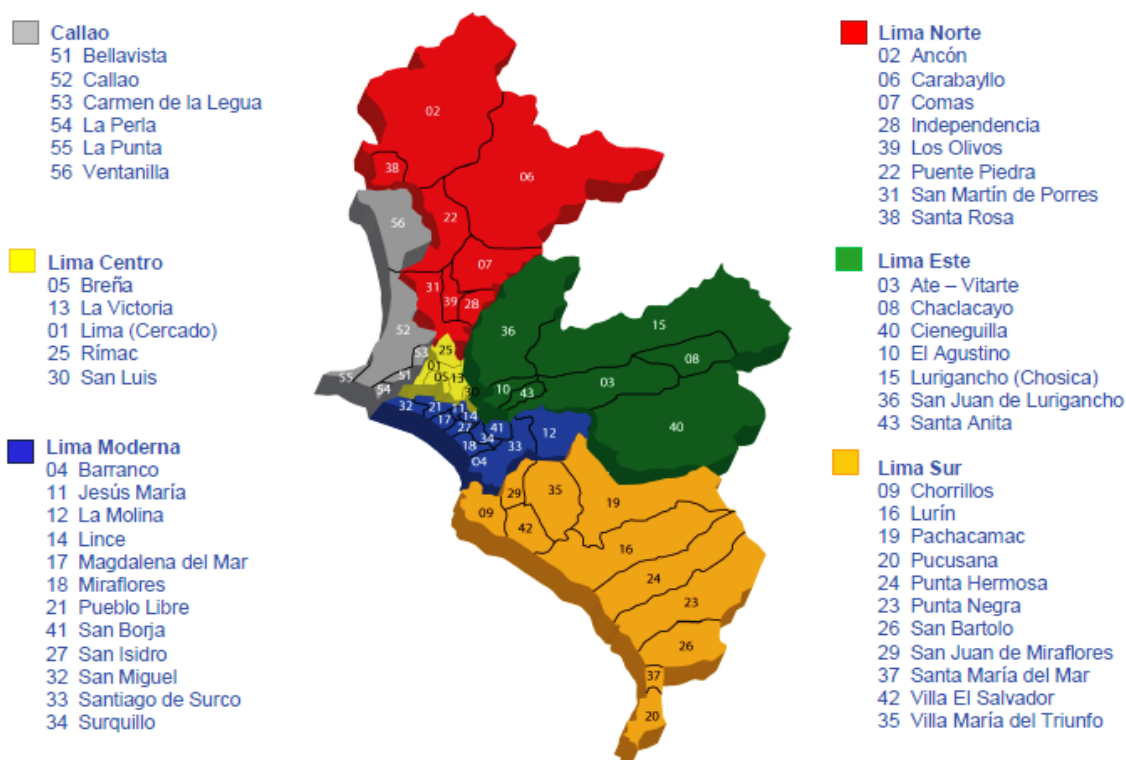 Callao
51 Bellavista
52 Callao
53 Carmen de la Legua
54 La Perla
55 La Punta
56 Ventanilla
Lima Centro
05 Breña
13 La Victoria
01 Lima (Cercado)
25 Rímac
30 San Luis
Lima Moderna
04 Barranco
11 Jesús María
12 La Molina
14 Lince
17 Magdalena del Mar
18 Miraflores
21 Pueblo Libre
41 San Borja
27 San Isidro
32 San Miguel
33 Santiago de Surco
34 Surquillo
02
38
06
56
22
07
31
39
28
52
36
15
53
25
08
01
51
05
13
03
55
54
30
10
43
32
21
11
14
17
27
41
12
40
34
33
18
04
29
35
19
09
42
16
24
23
26
37
20
Lima Norte
02 Ancón
06 Carabayllo
07 Comas
28 Independencia
39 Los Olivos
22 Puente Piedra
31 San Martín de Porres
38 Santa Rosa
Lima Este
03 Ate – Vitarte
08 Chaclacayo
40 Cieneguilla
10 El Agustino
15 Lurigancho (Chosica)
36 San Juan de Lurigancho
43 Santa Anita
Lima Sur
09 Chorrillos
16 Lurín
19 Pachacamac
20 Pucusana
24 Punta Hermosa
23 Punta Negra
26 San Bartolo
29 San Juan de Miraflores
37 Santa María del Mar
42 Villa El Salvador
35 Villa María del Triunfo